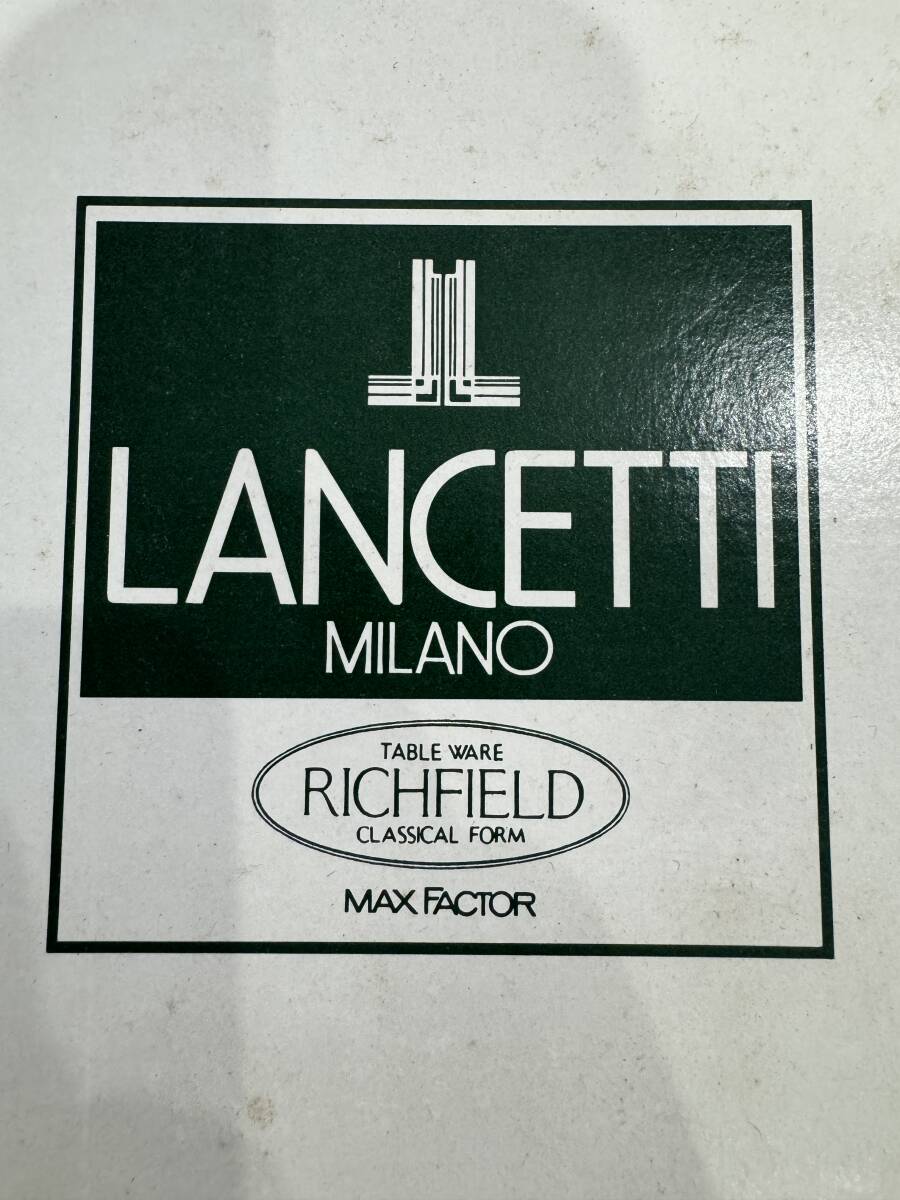 LANCETTI
MILANO
TABLE WARE
RICHFIELD
CLASSICAL FORM
MAX FACTOR